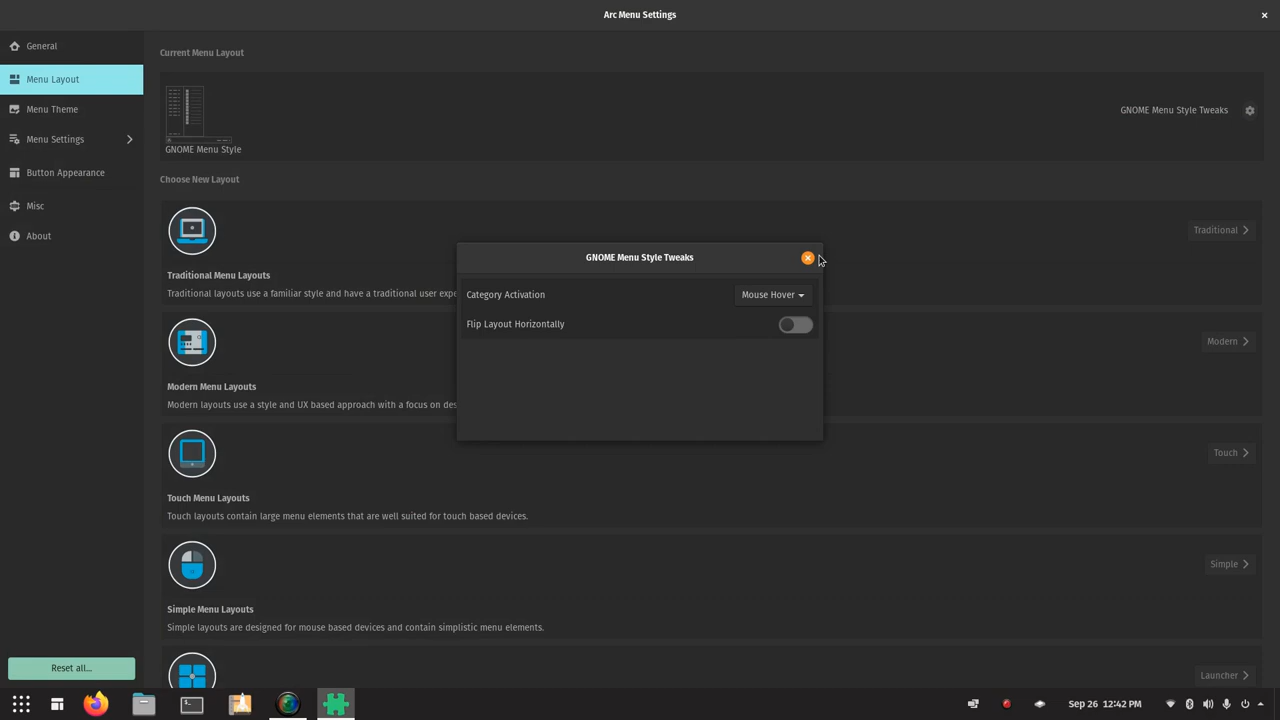 Arc Menu Settings
General
Menu Layout
Menu Theme
Menu Settings
Button Appearance
Misc
About
Reset all...
Current Menu Layout
GNOME Menu Style
GNOME Menu Style Tweaks
Choose New Layout
Traditional Menu Layouts
Traditional layouts use a familiar style and have a traditional user expe
Traditional
Modern Menu Layouts
Modern layouts use a style and UX based approach with a focus on des
Modern
Touch Menu Layouts
Touch layouts contain large menu elements that are well suited for touch based devices.
Touch
Simple Menu Layouts
Simple layouts are designed for mouse based devices and contain simplistic menu elements.
Simple
Launcher
GNOME Menu Style Tweaks
Category Activation
Mouse Hover
Flip Layout Horizontally
Sep 26 12:42 PM